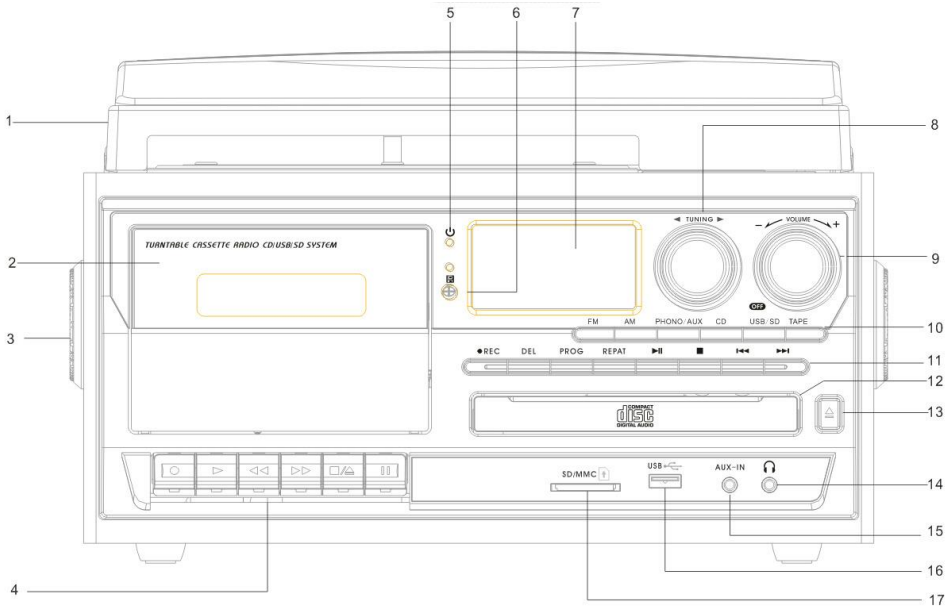 5 6 7
1
8
◄ TUNING ►
− VOLUME +
TURNTABLE CASSETTE RADIO CD/USB/SD SYSTEM
2
9
OFF
3
FM AM PHONO/AUX CD USB/SD TAPE
10
●REC DEL PROG REPAT ►II ■ I◄◄ ►►I
11
12
COMPACT
disc
DIGITAL AUDIO
13
SD/MMC USB AUX-IN
14
15
4
16
17